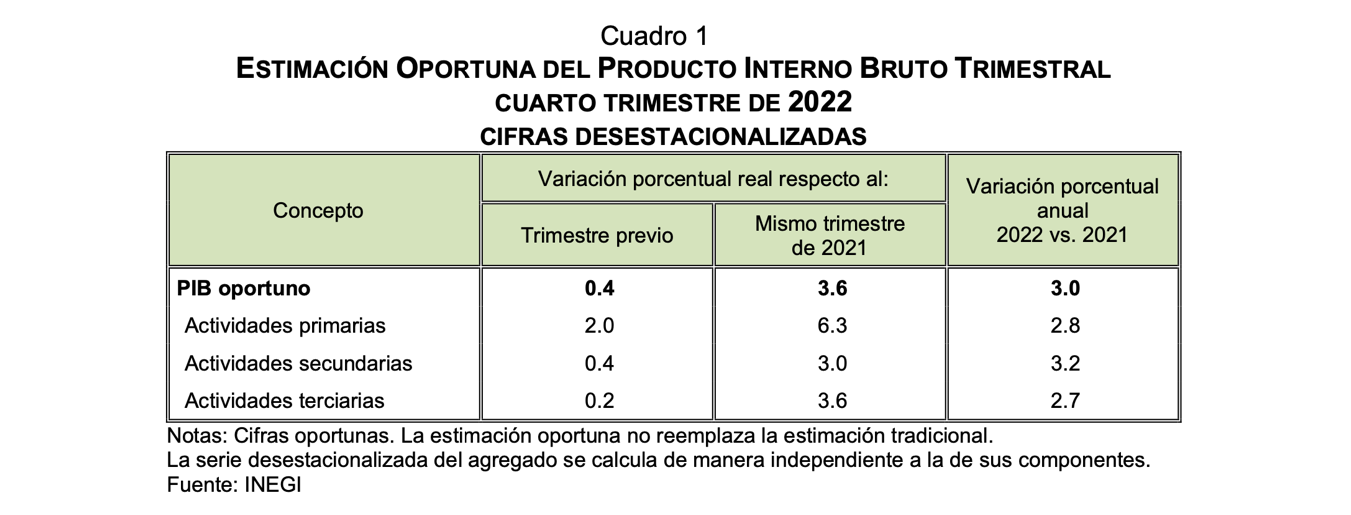 Cuadro 1
ESTIMACIÓN OPORTUNA DEL PRODUCTO INTERNO BRUTO TRIMESTRAL
CUARTO TRIMESTRE DE 2022
CIFRAS DESESTACIONALIZADAS
Concepto
Variación porcentual real respecto al:
Trimestre previo
Mismo trimestre
de 2021
Variación porcentual
anual
2022 vs. 2021
PIB oportuno 0.4 3.6 3.0
Actividades primarias 2.0 6.3 2.8
Actividades secundarias 0.4 3.0 3.2
Actividades terciarias 0.2 3.6 2.7
Notas: Cifras oportunas. La estimación oportuna no reemplaza la estimación tradicional.
La serie desestacionalizada del agregado se calcula de manera independiente a la de sus componentes.
Fuente: INEGI